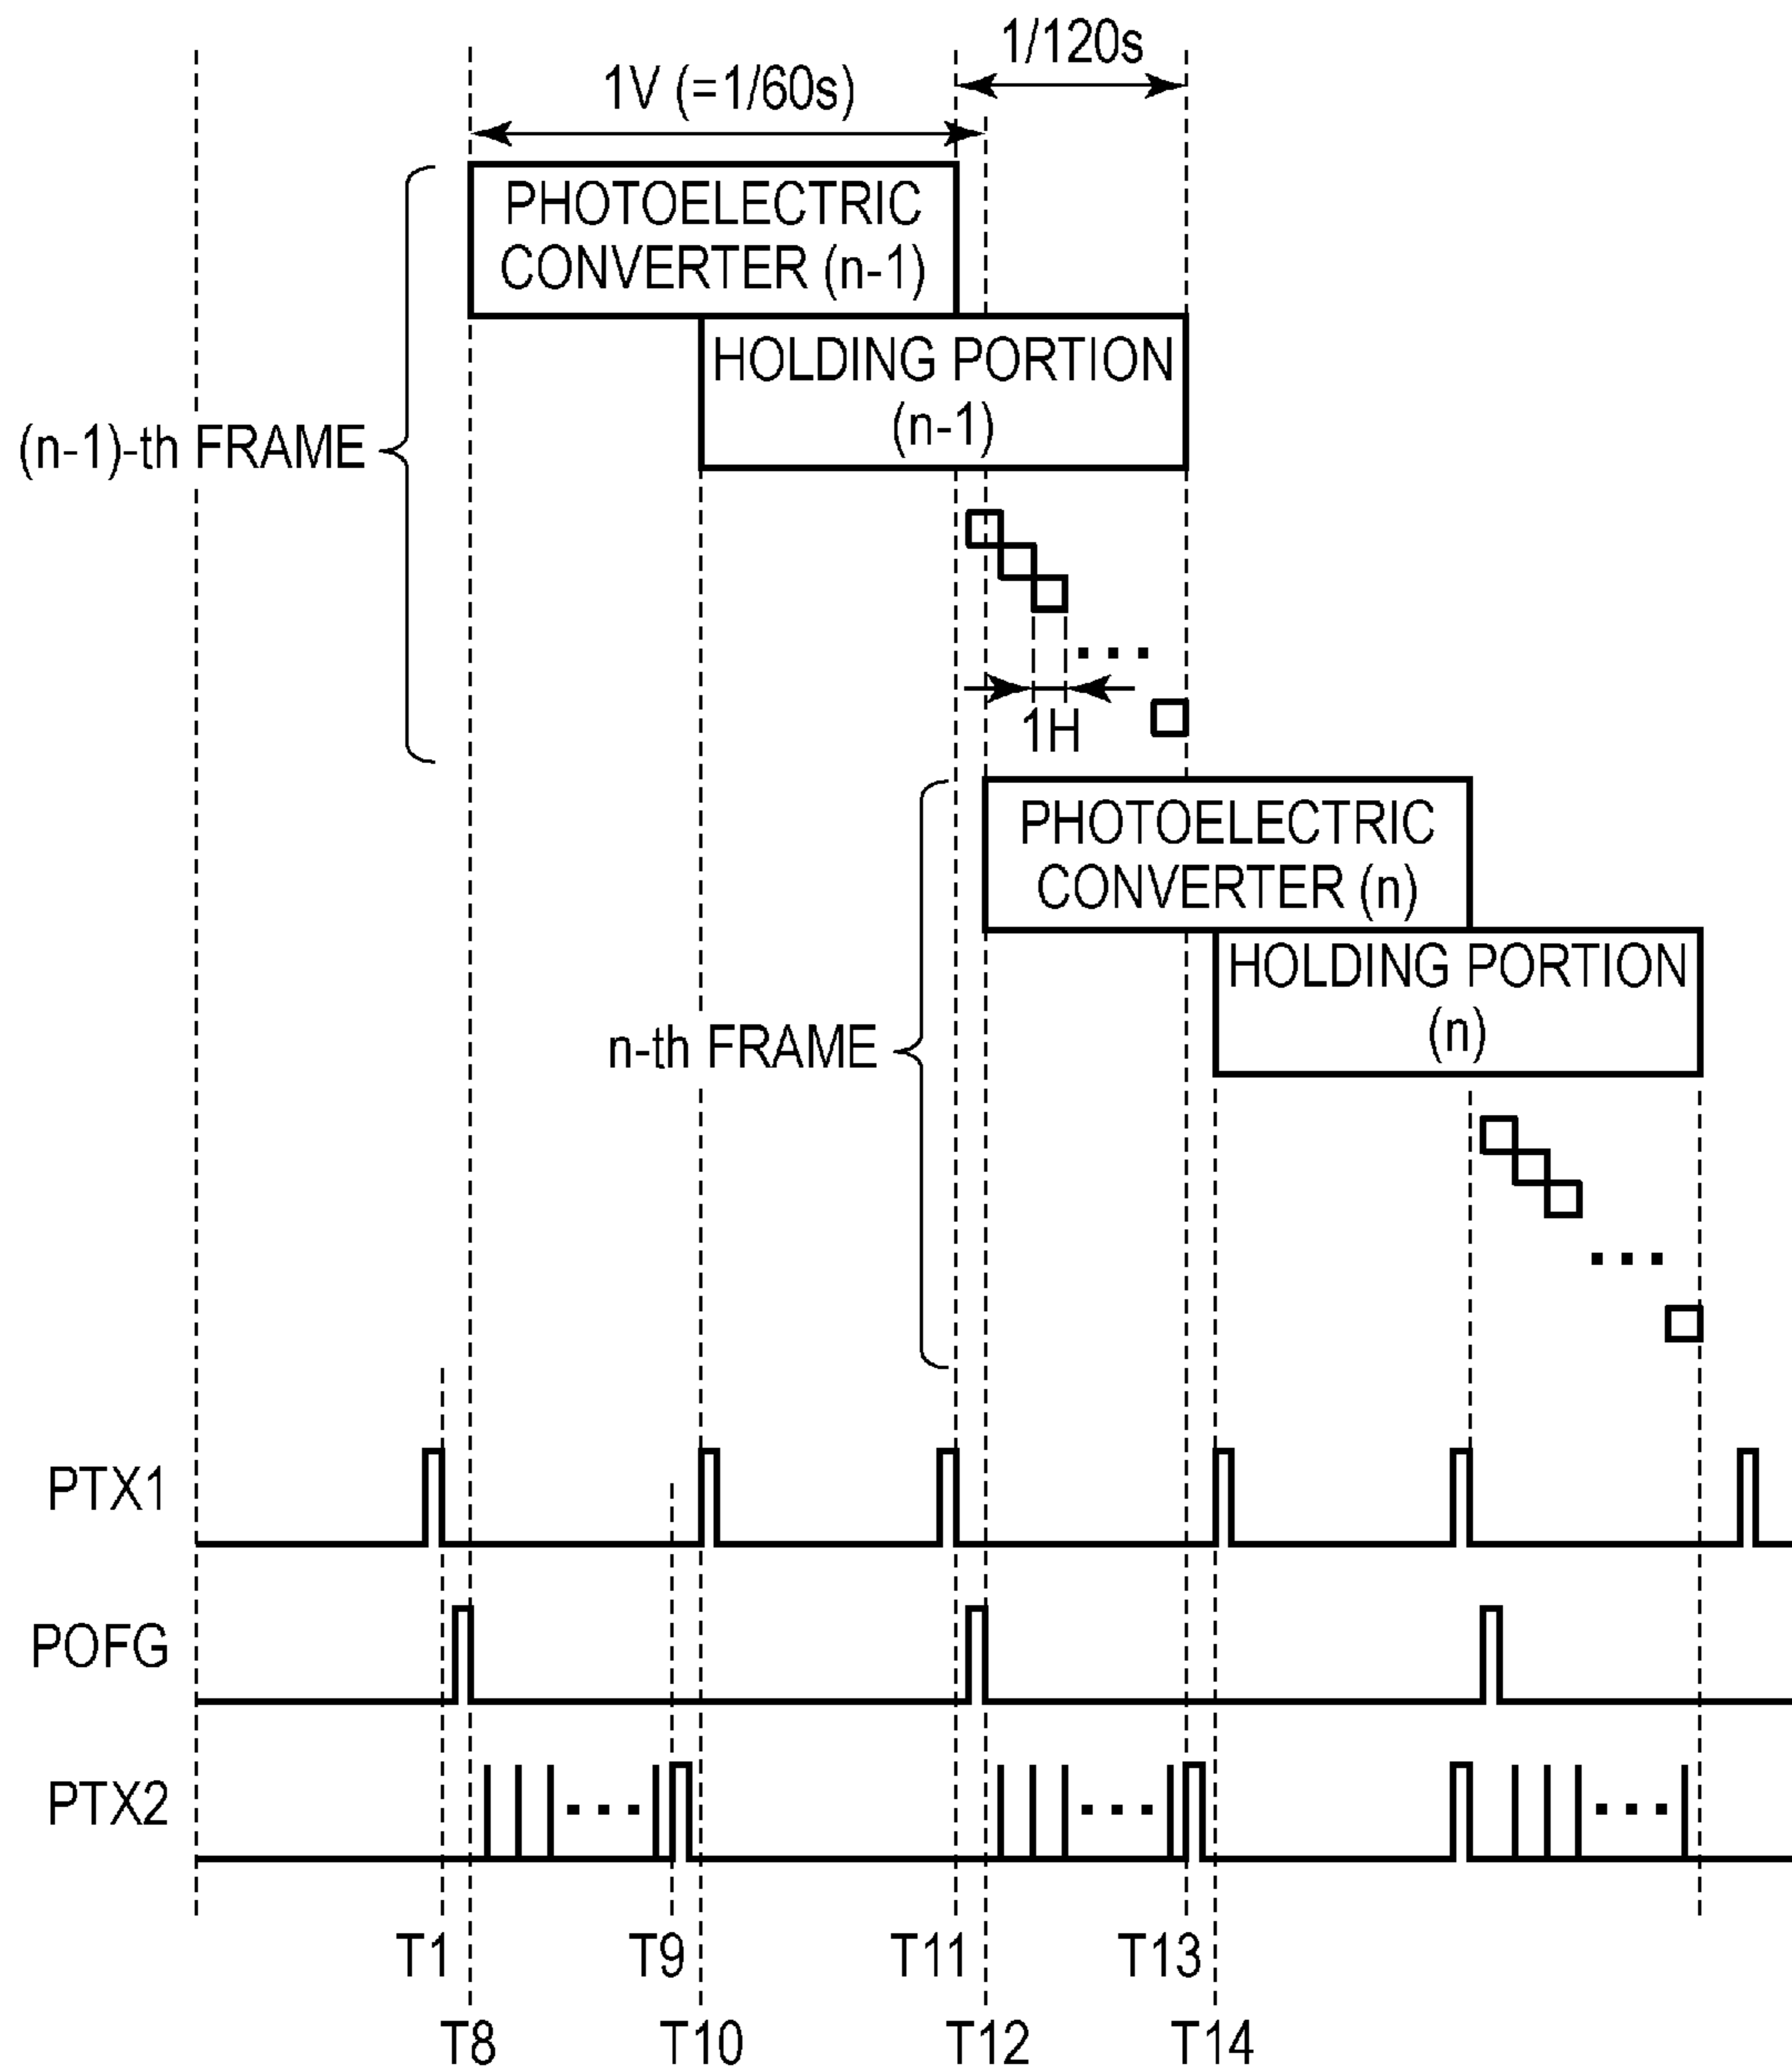 1/120s
1V (=1/60s)
PHOTOELECTRIC
CONVERTER (n-1)
HOLDING PORTION
(n-1)
(n-1)-th FRAME
1H
PHOTOELECTRIC
CONVERTER (n)
HOLDING PORTION
(n)
n-th FRAME
PTX1
POFG
PTX2
T1 T9 T11 T13
T8 T10 T12 T14